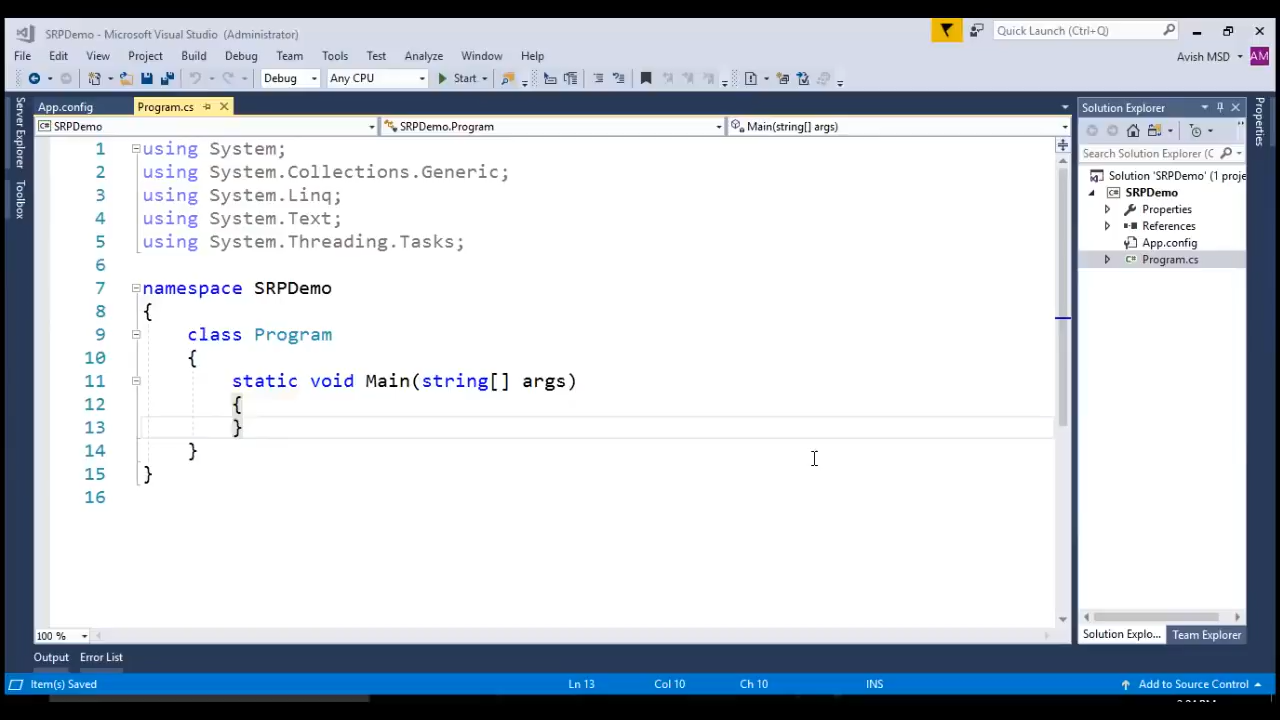 SRPDemo - Microsoft Visual Studio (Administrator)
Quick Launch (Ctrl+Q)
File Edit View Project Build Debug Team Tools Test Analyze Window Help
Avish MSD AM
Debug Any CPU Start
Server Explorer
Toolbox
App.config Program.cs
SRPDemo SRPDemo.Program Main(string[] args)
1 using System;
2 using System.Collections.Generic;
3 using System.Linq;
4 using System.Text;
5 using System.Threading.Tasks;
6
7 namespace SRPDemo
8 {
9 class Program
10 {
11 static void Main(string[] args)
12 {
13 }
14 }
15 }
16
100 %
Solution Explorer
Search Solution Explorer (C
Solution 'SRPDemo' (1 proje
SRPDemo
Properties
References
App.config
Program.cs
Solution Explo... Team Explorer
Properties
Output Error List
Item(s) Saved Ln 13 Col 10 Ch 10 INS Add to Source Control